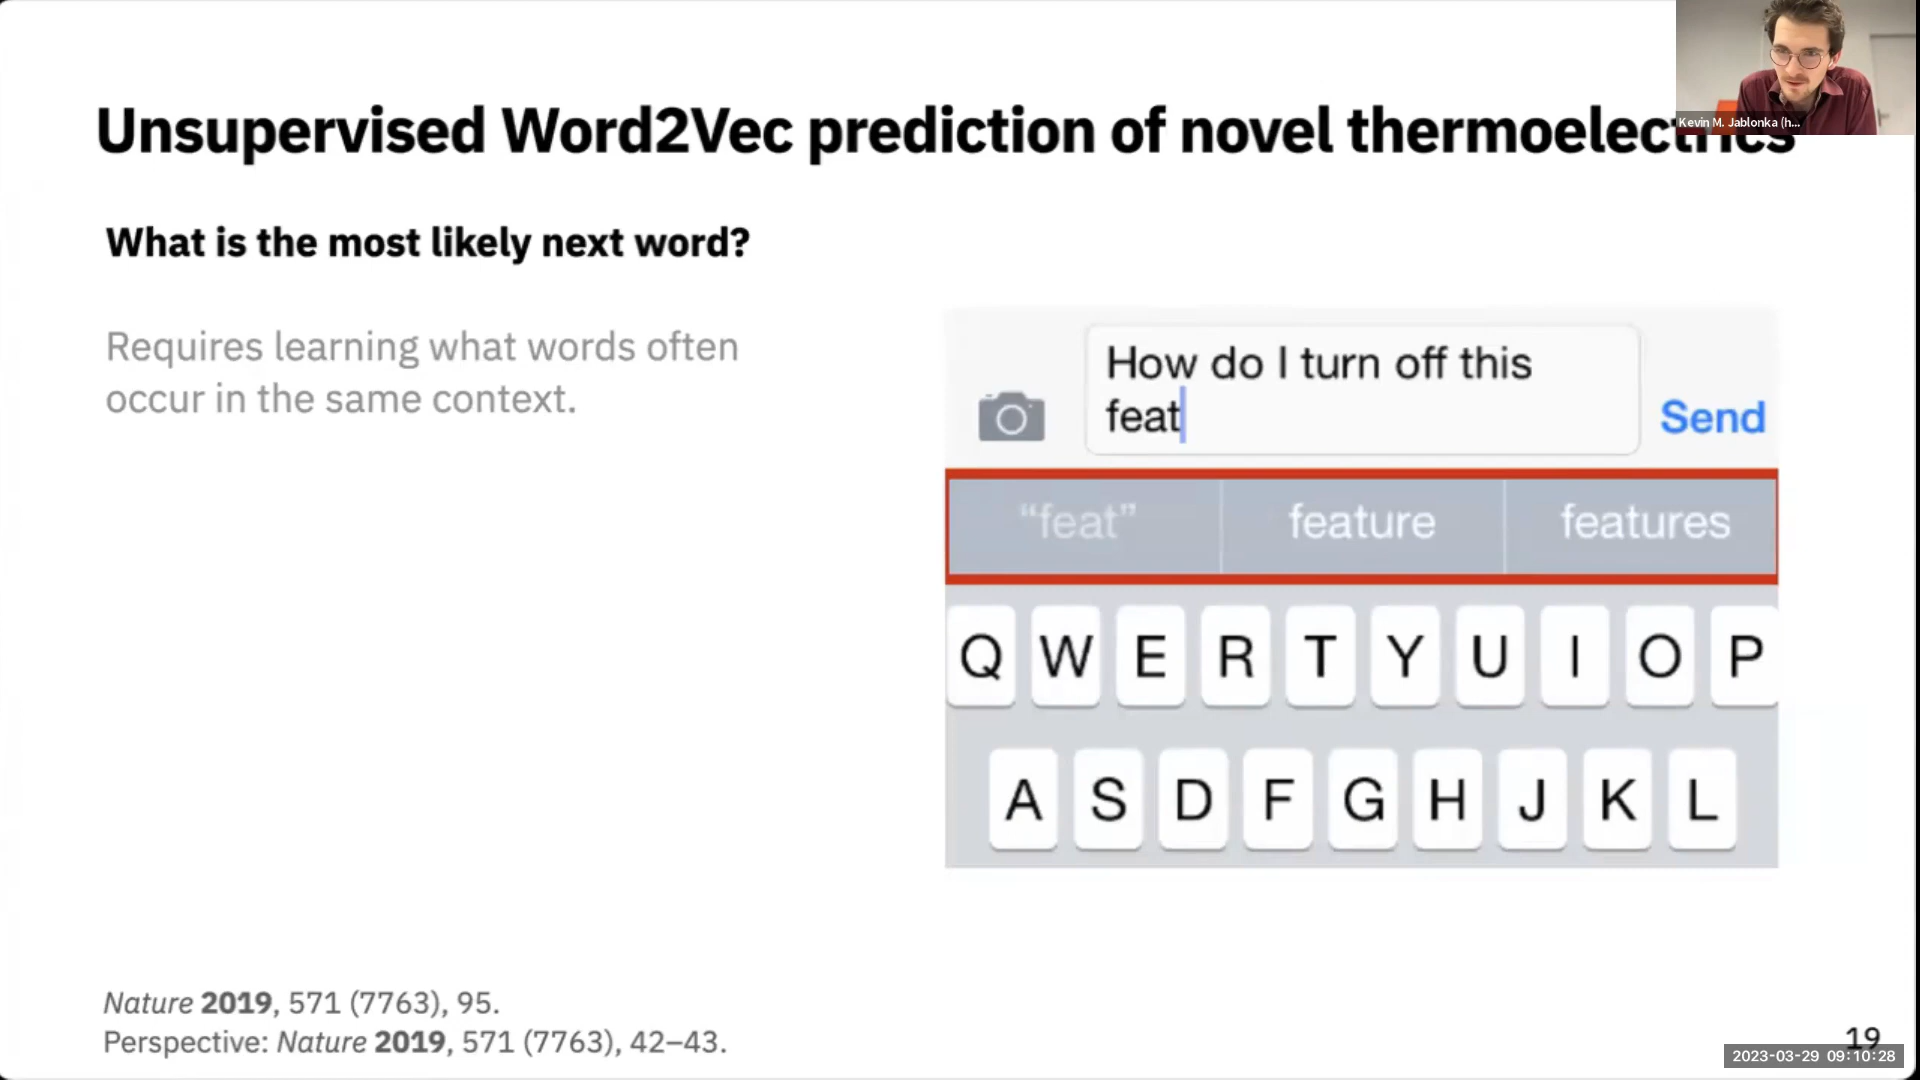 Unsupervised Word2Vec prediction of novel thermoelectrics
Kevin M. Jablonka (h...
What is the most likely next word?
Requires learning what words often
occur in the same context.
How do I turn off this
feat
Send
“feat” feature features
Q W E R T Y U I O P
A S D F G H J K L
Nature 2019, 571 (7763), 95.
Perspective: Nature 2019, 571 (7763), 42–43.
19
2023-03-29 09:10:28